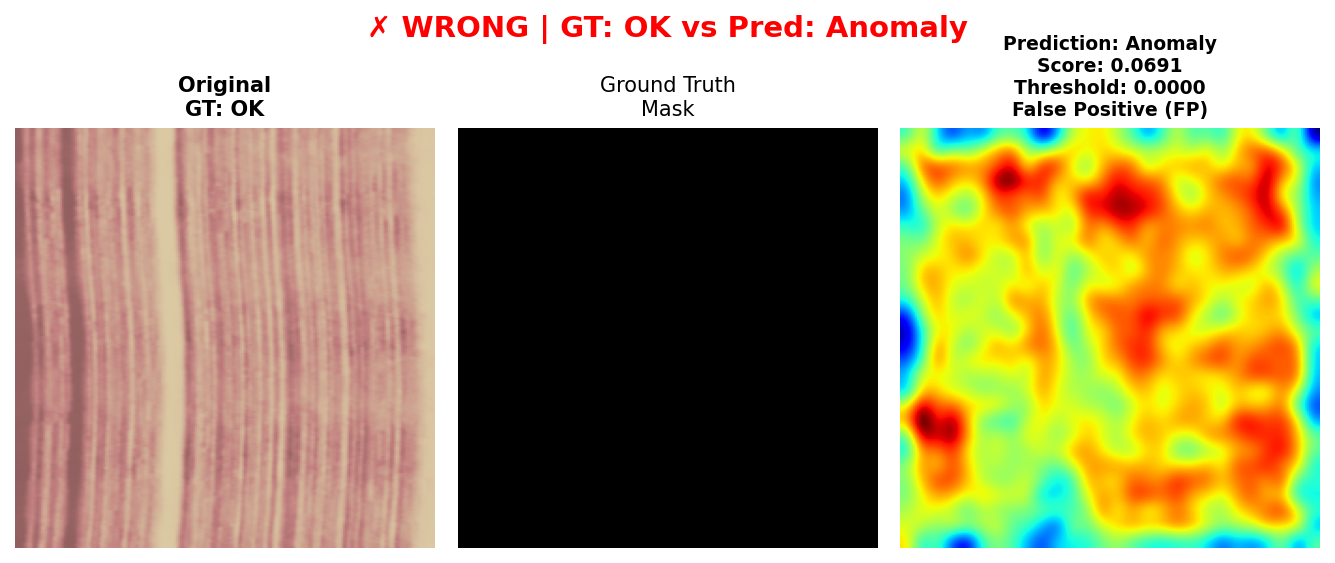 ✗ WRONG | GT: OK vs Pred: Anomaly
Original
GT: OK
Ground Truth
Mask
Prediction: Anomaly
Score: 0.0691
Threshold: 0.0000
False Positive (FP)